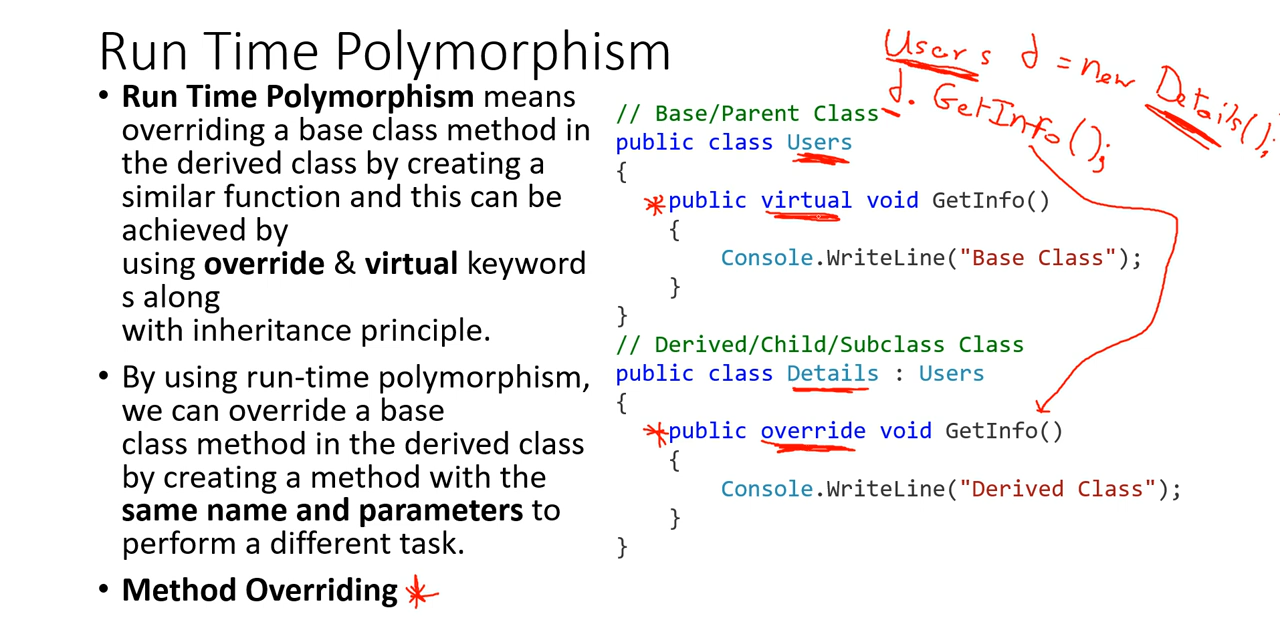 Run Time Polymorphism
• Run Time Polymorphism means
overriding a base class method in
the derived class by creating a
similar function and this can be
achieved by
using override & virtual keyword
s along
with inheritance principle.
• By using run-time polymorphism,
we can override a base
class method in the derived class
by creating a method with the
same name and parameters to
perform a different task.
• Method Overriding
Users d = new Details();
d. GetInfo();
// Base/Parent Class
public class Users
{
public virtual void GetInfo()
{
Console.WriteLine("Base Class");
}
}
// Derived/Child/Subclass Class
public class Details : Users
{
public override void GetInfo()
{
Console.WriteLine("Derived Class");
}
}